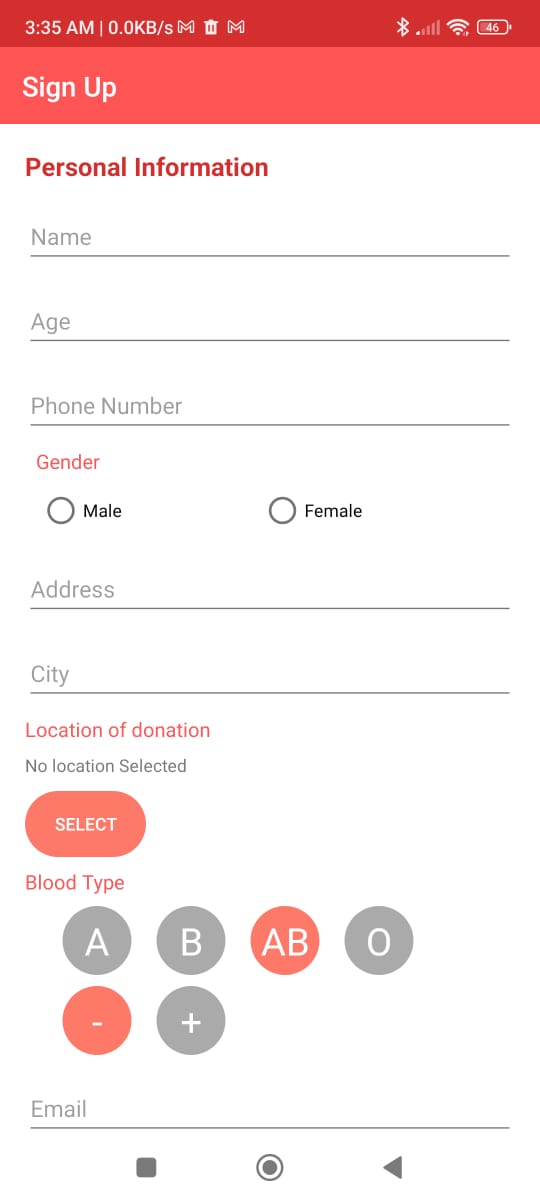 3:35 AM | 0.0KB/s
46
Sign Up
Personal Information
Name
Age
Phone Number
Gender
Male Female
Address
City
Location of donation
No location Selected
SELECT
Blood Type
A B AB O
- +
Email